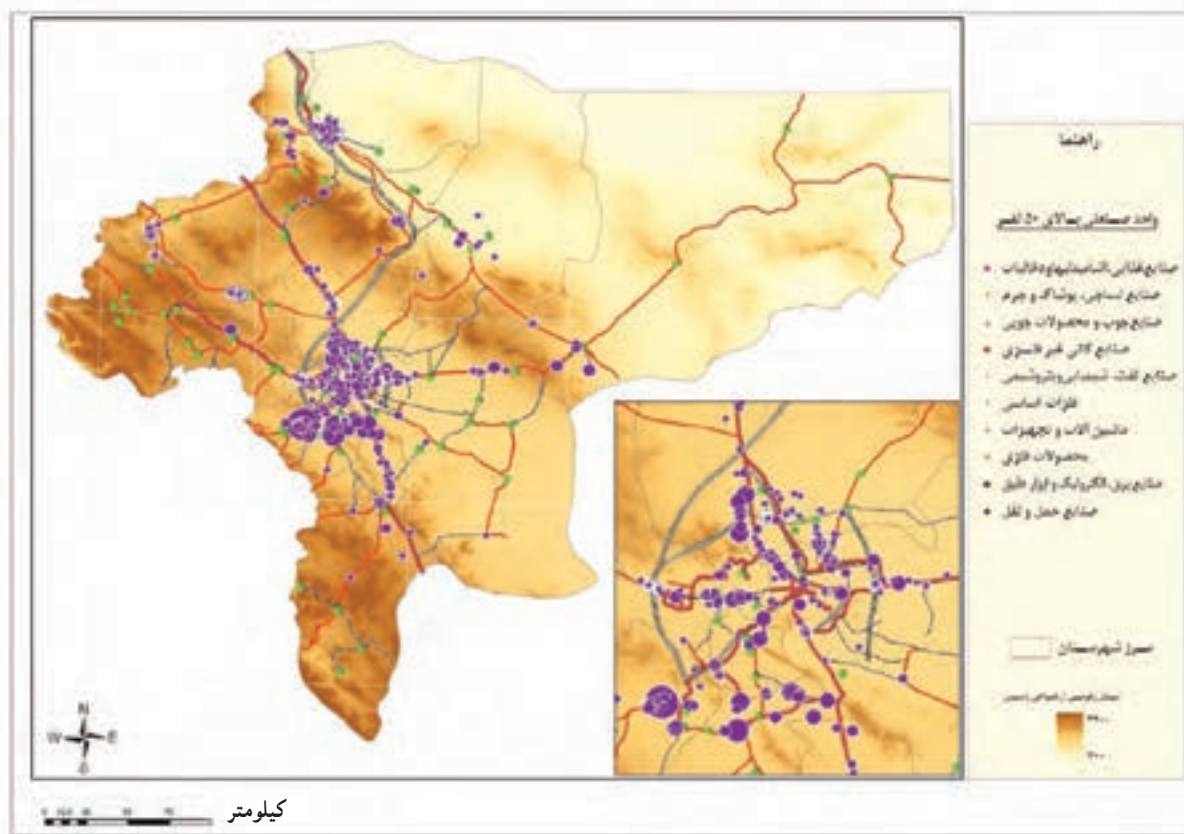 راهنما
واحد صنعتی بالای ۵۰ نفر
صنایع غذایی، آشامیدنیها و دخانیات
صنایع نساجی، پوشاک و چرم
صنایع چوب و محصولات چوبی
صنایع کانی غیر فلزی
صنایع نفت، شیمیایی و پتروشیمی
فلزات اساسی
ماشین آلات و تجهیزات
محصولات فلزی
صنایع برق، الکترونیک و ابزار دقیق
صنایع حمل و نقل
مرز شهرستان
N
W E
S
کیلومتر